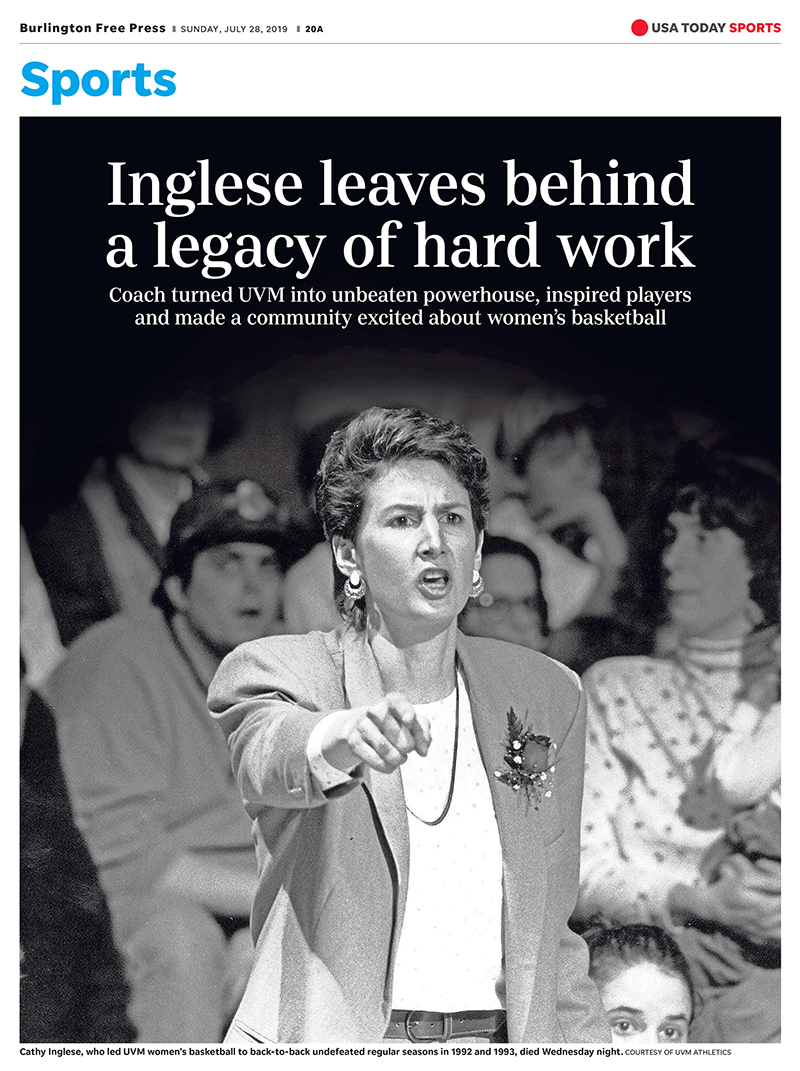 Burlington Free Press ǁ SUNDAY, JULY 28, 2019 ǁ 20A
USA TODAY SPORTS
Sports
Inglese leaves behind
a legacy of hard work
Coach turned UVM into unbeaten powerhouse, inspired players
and made a community excited about women’s basketball
Cathy Inglese, who led UVM women’s basketball to back-to-back undefeated regular seasons in 1992 and 1993, died Wednesday night. COURTESY OF UVM ATHLETICS